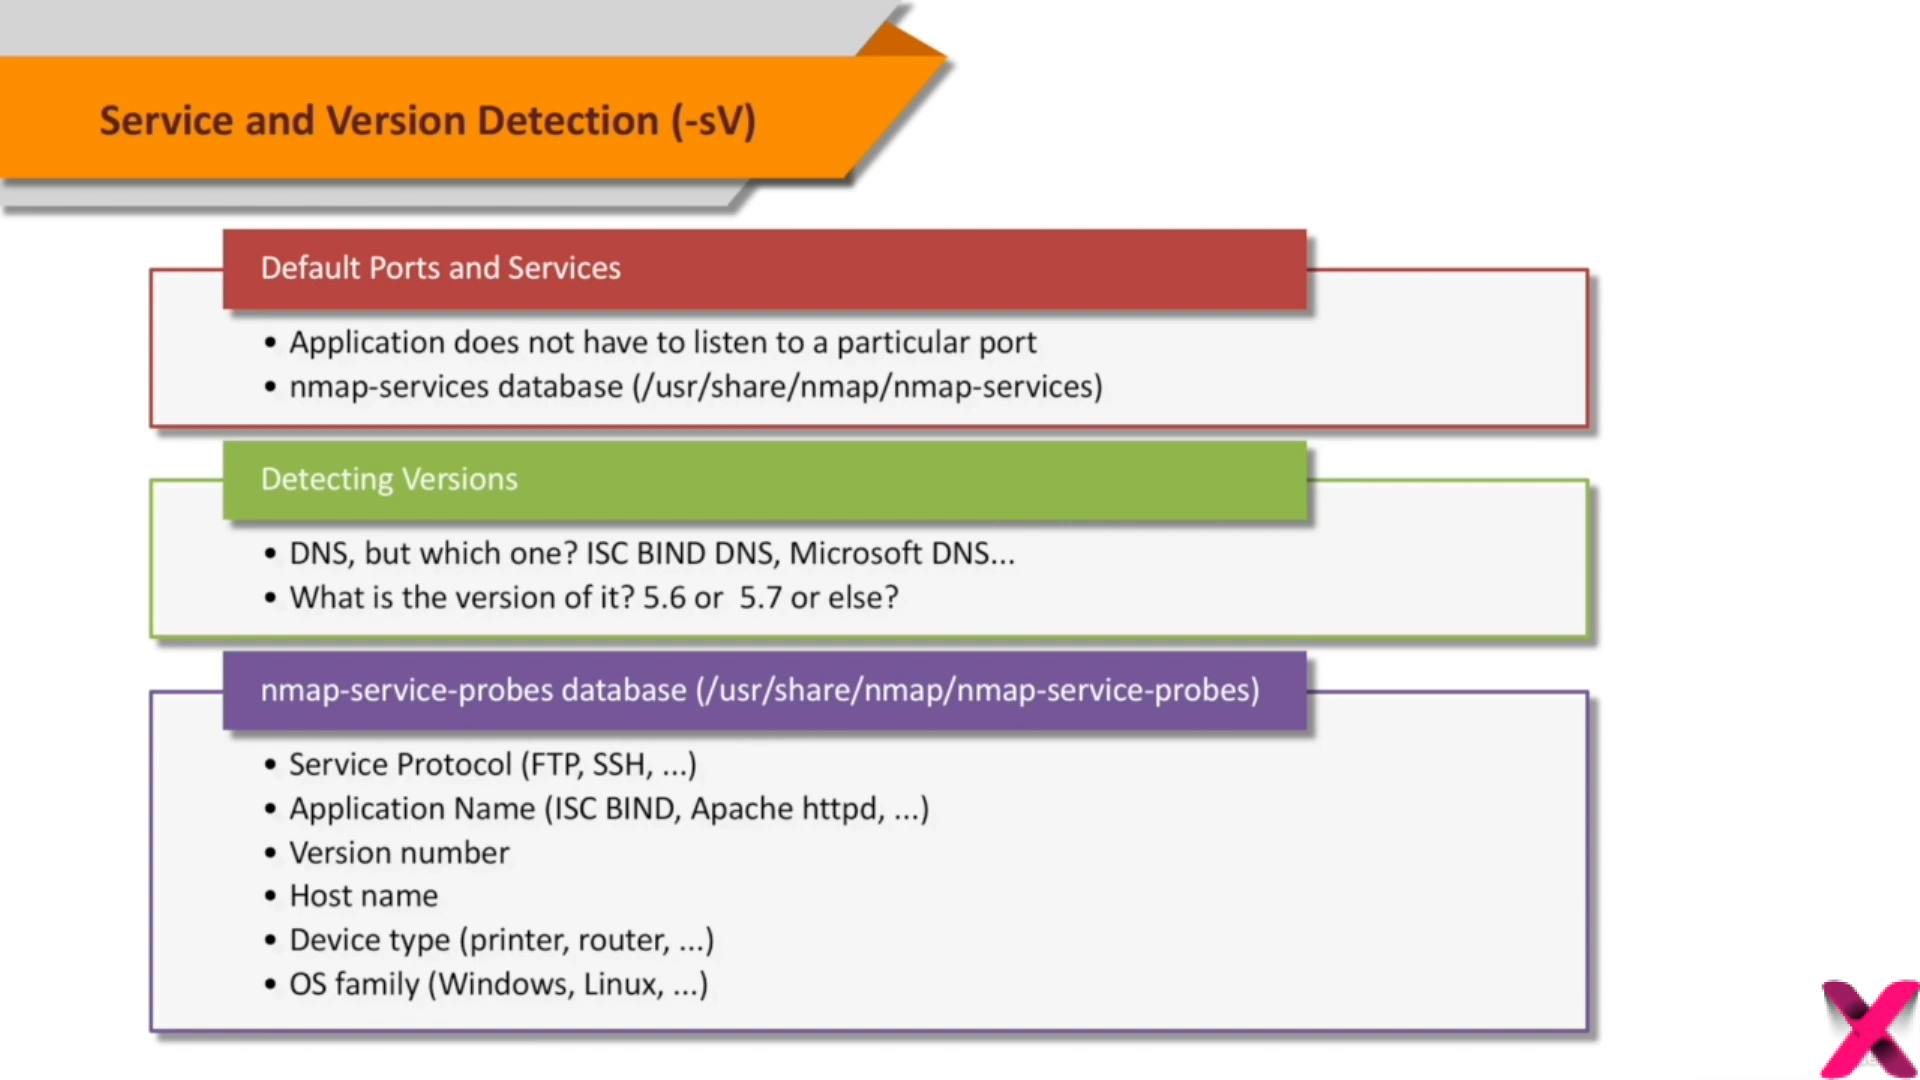 Service and Version Detection (-sV)
Default Ports and Services
• Application does not have to listen to a particular port
• nmap-services database (/usr/share/nmap/nmap-services)
Detecting Versions
• DNS, but which one? ISC BIND DNS, Microsoft DNS...
• What is the version of it? 5.6 or  5.7 or else?
nmap-service-probes database (/usr/share/nmap/nmap-service-probes)
• Service Protocol (FTP, SSH, ...)
• Application Name (ISC BIND, Apache httpd, ...)
• Version number
• Host name
• Device type (printer, router, ...)
• OS family (Windows, Linux, ...)